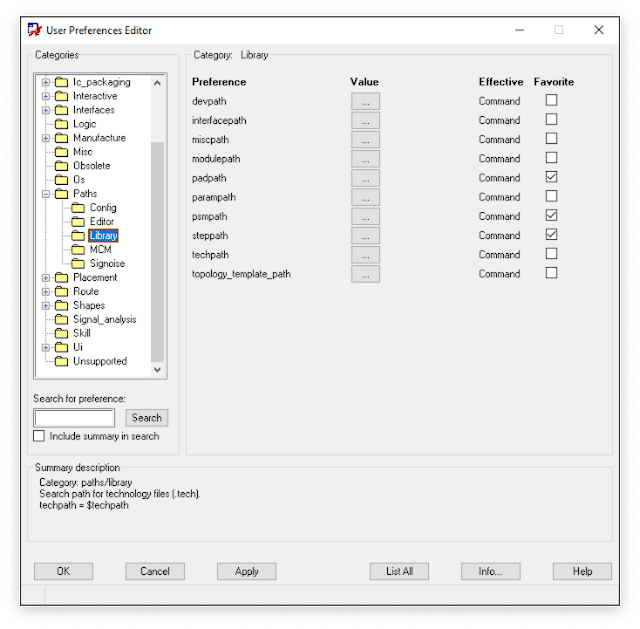 User Preferences Editor
Categories
Ic_packaging
Interactive
Interfaces
Logic
Manufacture
Misc
Obsolete
Os
Paths
Config
Editor
Library
MCM
Signoise
Placement
Route
Shapes
Signal_analysis
Skill
Ui
Unsupported
Search for preference:
Search
Include summary in search
Category: Library
Preference Value Effective Favorite
devpath ... Command
interfacepath ... Command
miscpath ... Command
modulepath ... Command
padpath ... Command
parampath ... Command
psmpath ... Command
steppath ... Command
techpath ... Command
topology_template_path ... Command
Summary description
Category: paths/library
Search path for technology files (.tech).
techpath = $techpath
OK Cancel Apply List All Info... Help